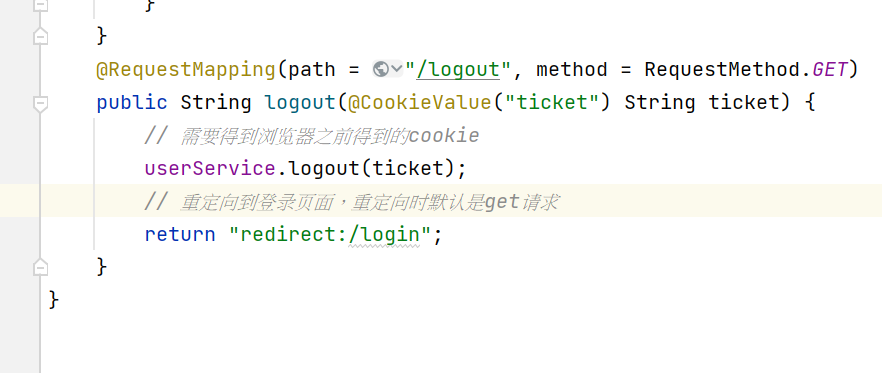 }
}
@RequestMapping(path = "/logout", method = RequestMethod.GET)
public String logout(@CookieValue("ticket") String ticket) {
// 需要得到浏览器之前得到的cookie
userService.logout(ticket);
// 重定向到登录页面，重定向时默认是get请求
return "redirect:/login";
}
}